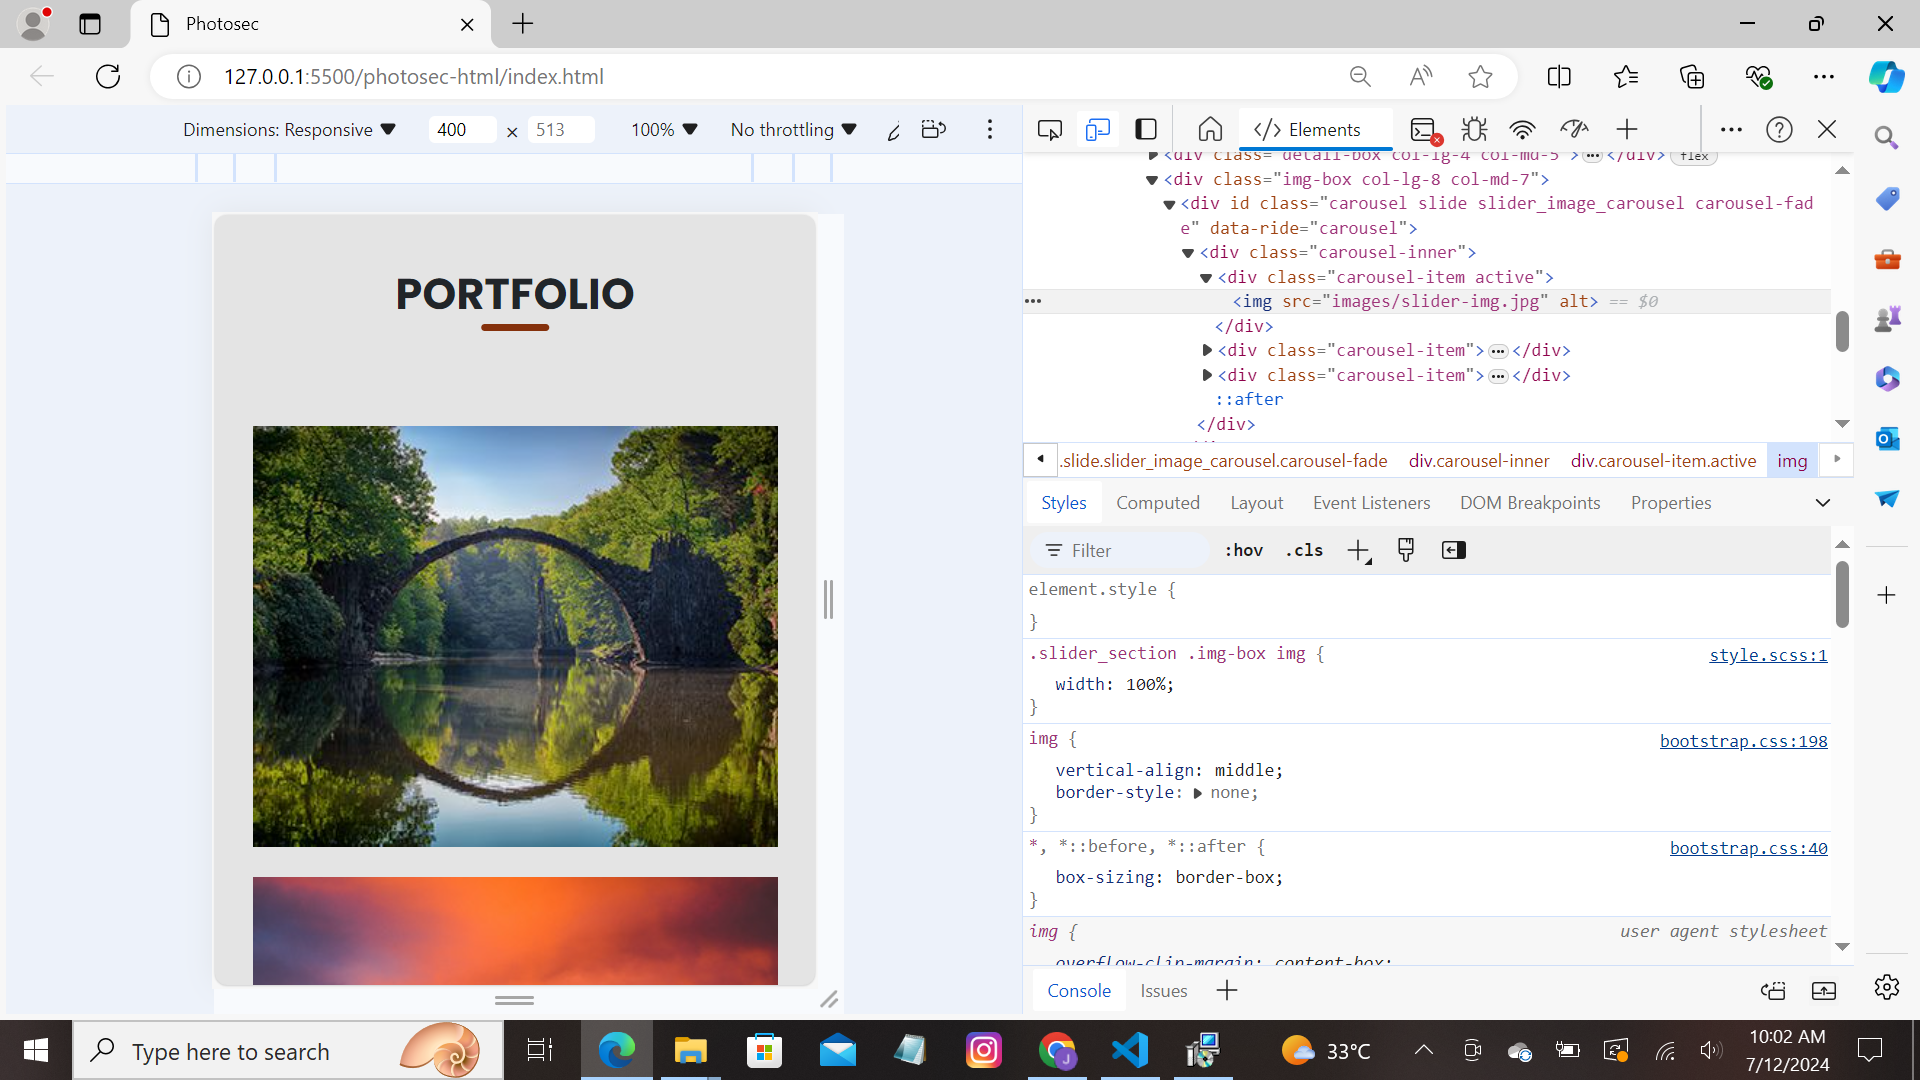 Photosec
127.0.0.1:5500/photosec-html/index.html
Dimensions: Responsive 400 × 513 100% No throttling
Elements
<div class="detail-box col-lg-4 col-md-5">…</div> flex
<div class="img-box col-lg-8 col-md-7">
<div id class="carousel slide slider_image_carousel carousel-fad
e" data-ride="carousel">
<div class="carousel-inner">
<div class="carousel-item active">
<img src="images/slider-img.jpg" alt> == $0
</div>
<div class="carousel-item">…</div>
<div class="carousel-item">…</div>
::after
</div>
.slide.slider_image_carousel.carousel-fade div.carousel-inner div.carousel-item.active img
Styles Computed Layout Event Listeners DOM Breakpoints Properties
Filter :hov .cls
element.style {
}
.slider_section .img-box img { style.scss:1
width: 100%;
}
img { bootstrap.css:198
vertical-align: middle;
border-style: none;
}
*, *::before, *::after { bootstrap.css:40
box-sizing: border-box;
}
img { user agent stylesheet
overflow-clip-margin: content-box;
Console Issues
PORTFOLIO
Type here to search
33°C
10:02 AM
7/12/2024